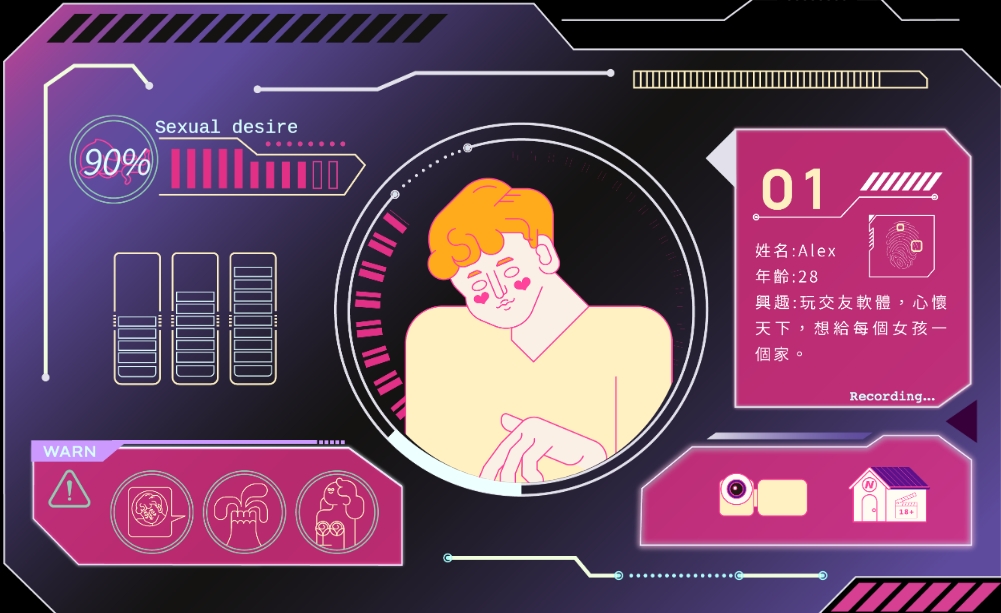 Sexual desire
90%
01
姓名:Alex
年齡:28
興趣:玩交友軟體，心懷
天下，想給每個女孩一
個家。
Recording...
WARN
!
N
18+